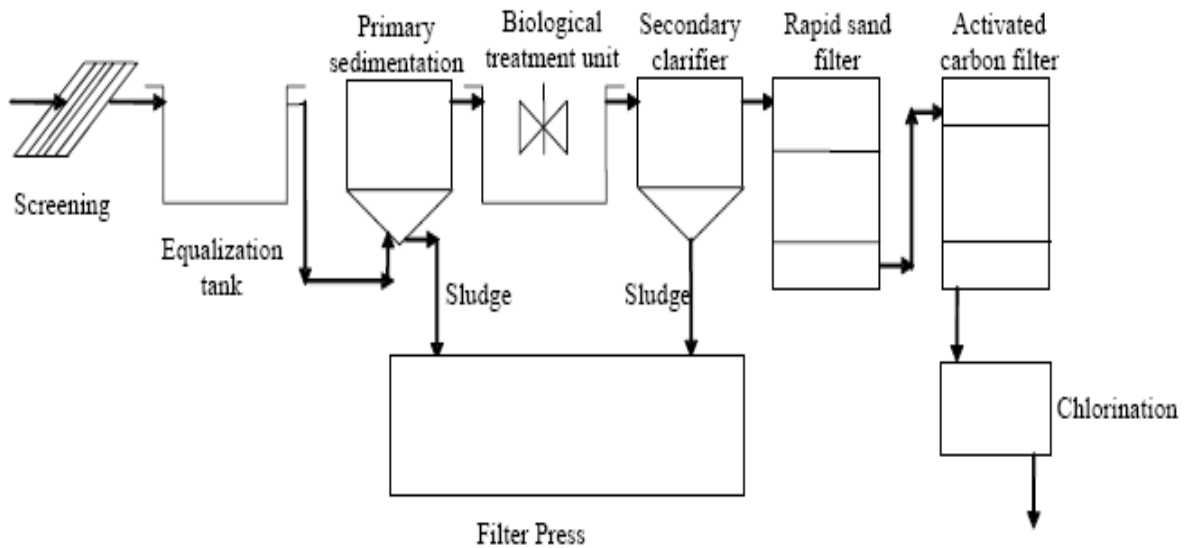 Primary
sedimentation
Biological
treatment unit
Secondary
clarifier
Rapid sand
filter
Activated
carbon filter
Screening
Equalization
tank
Sludge
Sludge
Chlorination
Filter Press